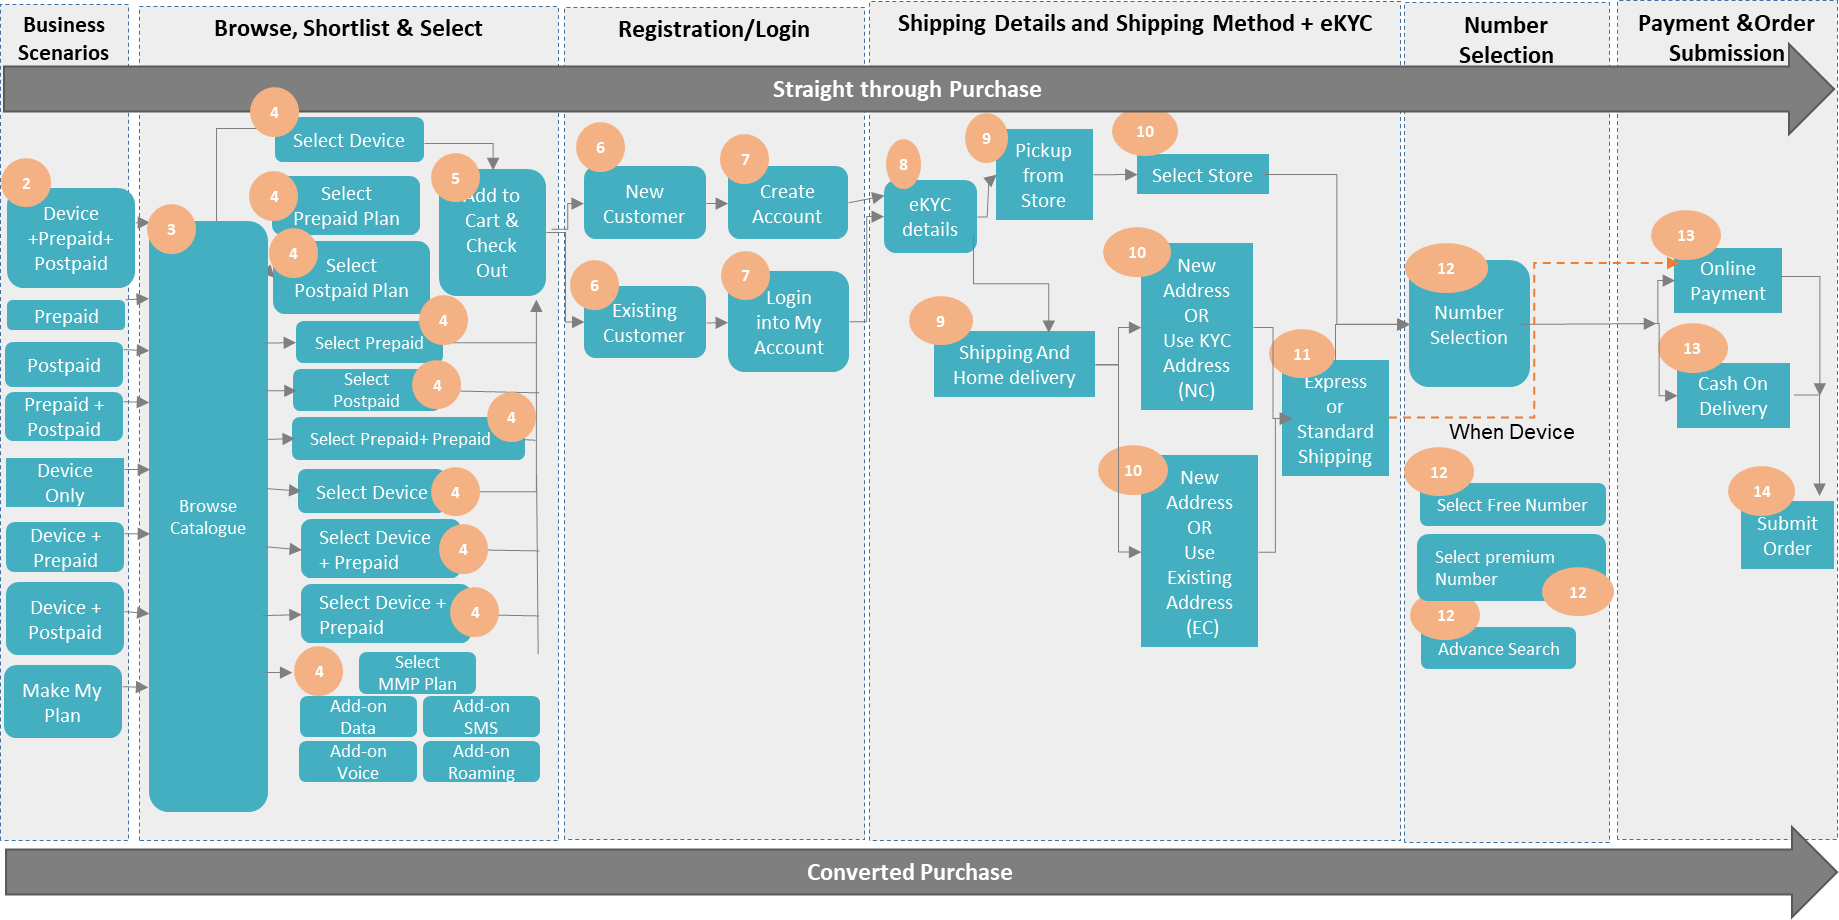 Business
Scenarios
Browse, Shortlist & Select
Registration/Login
Shipping Details and Shipping Method + eKYC
Number
Selection
Payment &Order
Submission
Straight through Purchase
2
Device
+Prepaid+
Postpaid
Prepaid
Postpaid
Prepaid +
Postpaid
Device
Only
Device +
Prepaid
Device +
Postpaid
Make My
Plan
3
Browse
Catalogue
4
Select Device
4
Select
Prepaid Plan
4
Select
Postpaid Plan
4
Select Prepaid
4
Select
Postpaid
4
Select Prepaid+ Prepaid
4
Select Device
4
Select Device
+ Prepaid
4
Select Device +
Prepaid
4
Select
MMP Plan
Add-on
Data
Add-on
SMS
Add-on
Voice
Add-on
Roaming
5
Add to
Cart &
Check
Out
6
New
Customer
7
Create
Account
6
Existing
Customer
7
Login
into My
Account
8
eKYC
details
9
Pickup
from
Store
10
Select Store
9
Shipping And
Home delivery
10
New
Address
OR
Use KYC
Address
(NC)
10
New
Address
OR
Use
Existing
Address
(EC)
11
Express
or
Standard
Shipping
12
Number
Selection
When Device
12
Select Free Number
Select premium
Number
12
12
Advance Search
13
Online
Payment
13
Cash On
Delivery
14
Submit
Order
Converted Purchase